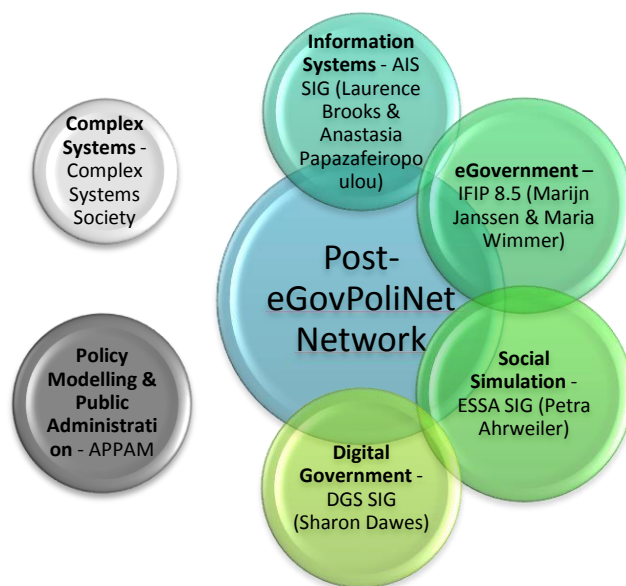 Information
Systems - AIS
SIG (Laurence
Brooks &
Anastasia
Papazafeiropo
ulou)
Complex
Systems -
Complex
Systems
Society
eGovernment –
IFIP 8.5 (Marijn
Janssen & Maria
Wimmer)
Post-
eGovPoliNet
Network
Policy
Modelling &
Public
Administrati
on - APPAM
Social
Simulation -
ESSA SIG (Petra
Ahrweiler)
Digital
Government -
DGS SIG
(Sharon Dawes)